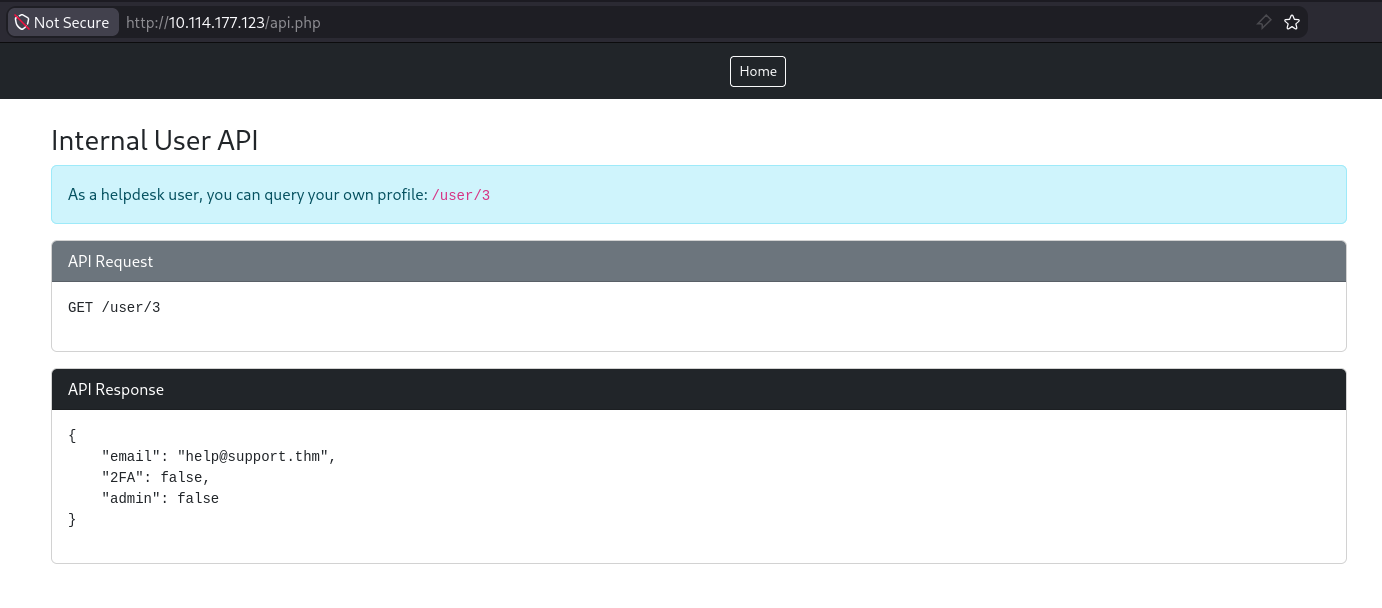 Not Secure http://10.114.177.123/api.php
Home
Internal User API
As a helpdesk user, you can query your own profile: /user/3
API Request
GET /user/3
API Response
{
    "email": "help@support.thm",
    "2FA": false,
    "admin": false
}